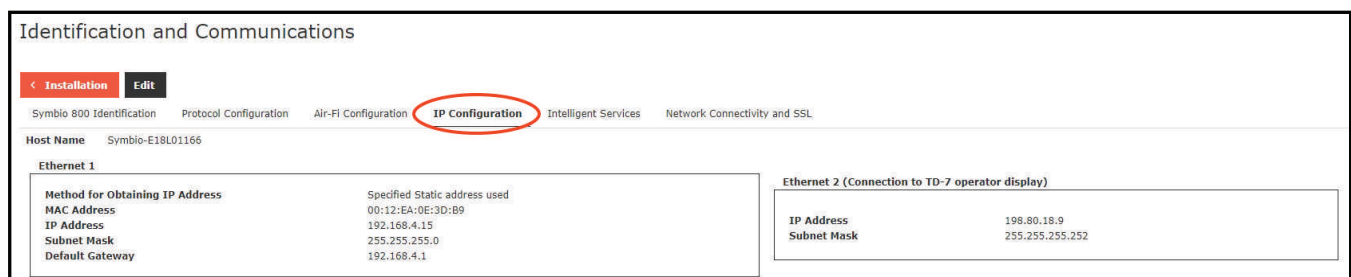 Identification and Communications
< Installation Edit
Symbio 800 Identification Protocol Configuration Air-Fi Configuration IP Configuration Intelligent Services Network Connectivity and SSL
Host Name Symbio-E18L01166
Ethernet 1
Method for Obtaining IP Address Specified Static address used
MAC Address 00:12:EA:0E:3D:B9
IP Address 192.168.4.15
Subnet Mask 255.255.255.0
Default Gateway 192.168.4.1
Ethernet 2 (Connection to TD-7 operator display)
IP Address 198.80.18.9
Subnet Mask 255.255.255.252